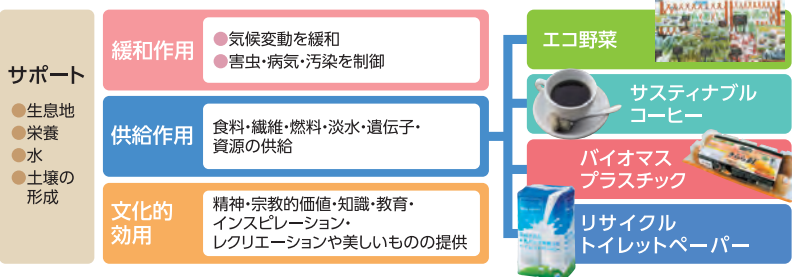 サポート
●生息地
●栄養
●水
●土壌の
形成
緩和作用
●気候変動を緩和
●害虫・病気・汚染を制御
供給作用
食料・繊維・燃料・淡水・遺伝子・
資源の供給
文化的
効用
精神・宗教的価値・知識・教育・
インスピレーション・
レクリエーションや美しいものの提供
エコ野菜
サスティナブル
コーヒー
バイオマス
プラスチック
リサイクル
トイレットペーパー